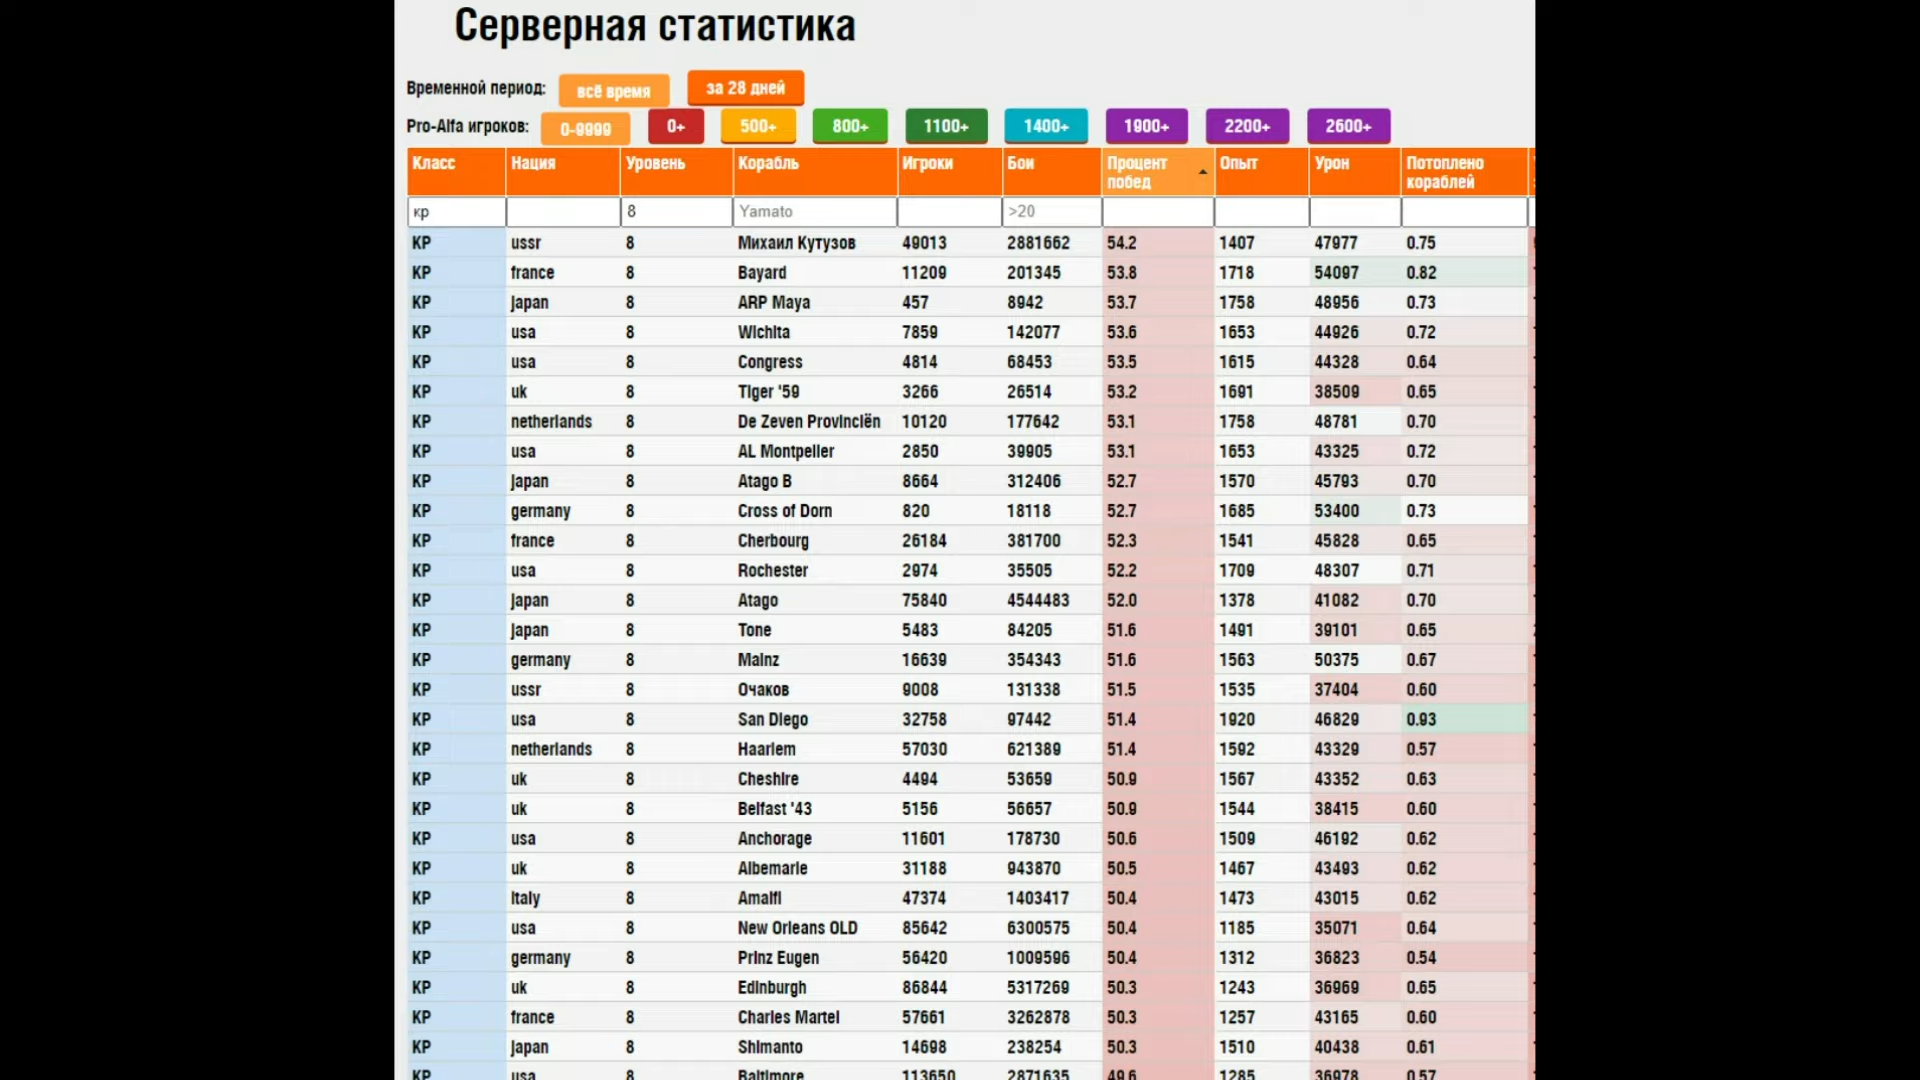 Серверная статистика
Временной период: всё время за 28 дней
Pro-Alfa игроков: 0-9999 0+ 500+ 800+ 1100+ 1400+ 1900+ 2200+ 2600+
Класс Нация Уровень Корабль Игроки Бои Процент побед Опыт Урон Потоплено кораблей
кр 8 Yamato >20
КР ussr 8 Михаил Кутузов 49013 2881662 54.2 1407 47977 0.75
КР france 8 Bayard 11209 201345 53.8 1718 54097 0.82
КР japan 8 ARP Maya 457 8942 53.7 1758 48956 0.73
КР usa 8 Wichita 7859 142077 53.6 1653 44926 0.72
КР usa 8 Congress 4814 68453 53.5 1615 44328 0.64
КР uk 8 Tiger '59 3266 26514 53.2 1691 38509 0.65
КР netherlands 8 De Zeven Provinciën 10120 177642 53.1 1758 48781 0.70
КР usa 8 AL Montpelier 2850 39905 53.1 1653 43325 0.72
КР japan 8 Atago B 8664 312406 52.7 1570 45793 0.70
КР germany 8 Cross of Dorn 820 18118 52.7 1685 53400 0.73
КР france 8 Cherbourg 26184 381700 52.3 1541 45828 0.65
КР usa 8 Rochester 2974 35505 52.2 1709 48307 0.71
КР japan 8 Atago 75840 4544483 52.0 1378 41082 0.70
КР japan 8 Tone 5483 84205 51.6 1491 39101 0.65
КР germany 8 Mainz 16639 354343 51.6 1563 50375 0.67
КР ussr 8 Очаков 9008 131338 51.5 1535 37404 0.60
КР usa 8 San Diego 32758 97442 51.4 1920 46829 0.93
КР netherlands 8 Haarlem 57030 621389 51.4 1592 43329 0.57
КР uk 8 Cheshire 4494 53659 50.9 1567 43352 0.63
КР uk 8 Belfast '43 5156 56657 50.9 1544 38415 0.60
КР usa 8 Anchorage 11601 178730 50.6 1509 46192 0.62
КР uk 8 Albemarle 31188 943870 50.5 1467 43493 0.62
КР italy 8 Amalfi 47374 1403417 50.4 1473 43015 0.62
КР usa 8 New Orleans OLD 85642 6300575 50.4 1185 35071 0.64
КР germany 8 Prinz Eugen 56420 1009596 50.4 1312 36823 0.54
КР uk 8 Edinburgh 86844 5317269 50.3 1243 36969 0.65
КР france 8 Charles Martel 57661 3262878 50.3 1257 43165 0.60
КР japan 8 Shimanto 14698 238254 50.3 1510 40438 0.61
КР usa 8 Baltimore 113650 2871635 49.6 1285 36978 0.57